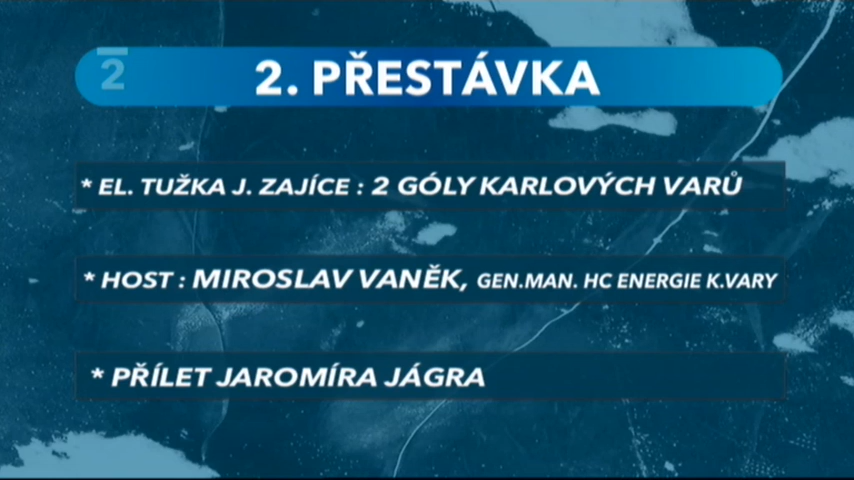 2
2. PŘESTÁVKA
* EL. TUŽKA J. ZAJÍCE : 2 GÓLY KARLOVÝCH VARŮ
* HOST : MIROSLAV VANĚK, GEN.MAN. HC ENERGIE K.VARY
* PŘÍLET JAROMÍRA JÁGRA